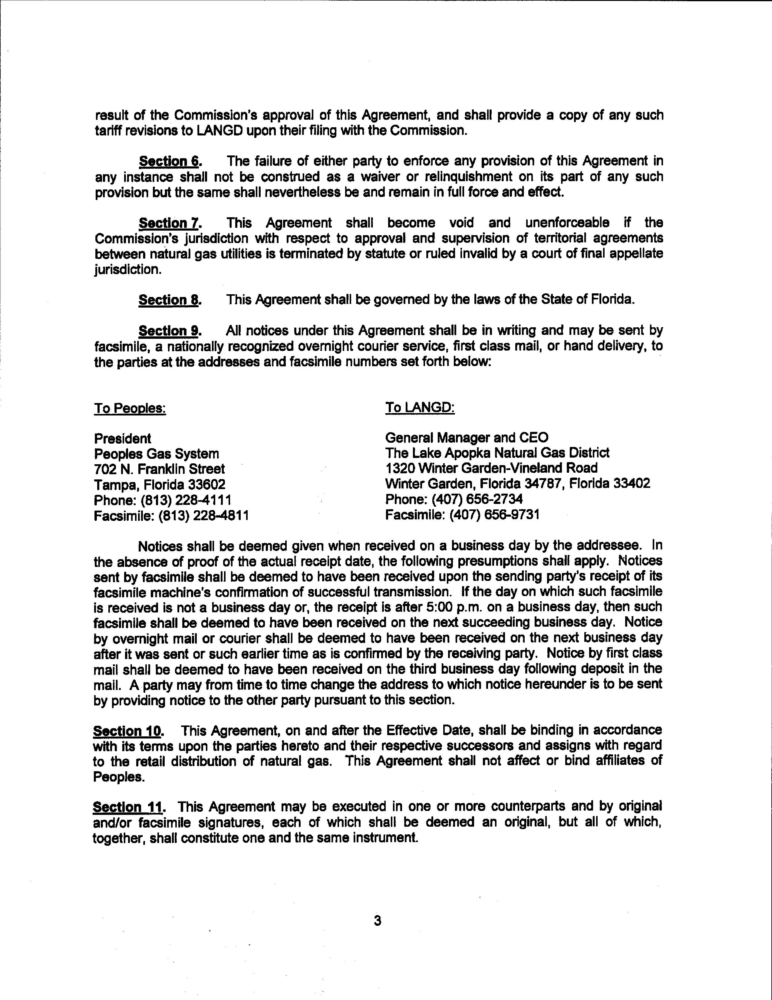 result of the Commission's approval of this Agreement, and shall provide a copy of any such
tariff revisions to LANGD upon their filing with the Commission.
Section 6. The failure of either party to enforce any provision of this Agreement in
any instance shall not be construed as a waiver or relinquishment on its part of any such
provision but the same shall nevertheless be and remain in full force and effect.
Section 7. This Agreement shall become void and unenforceable if the
Commission's jurisdiction with respect to approval and supervision of territorial agreements
between natural gas utilities is terminated by statute or ruled invalid by a court of final appellate
jurisdiction.
Section 8. This Agreement shall be governed by the laws of the State of Florida.
Section 9. All notices under this Agreement shall be in writing and may be sent by
facsimile, a nationally recognized overnight courier service, first class mail, or hand delivery, to
the parties at the addresses and facsimile numbers set forth below:
To Peoples:
President
Peoples Gas System
702 N. Franklin Street
Tampa, Florida 33602
Phone: (813) 228-4111
Facsimile: (813) 228-4811
To LANGD:
General Manager and CEO
The Lake Apopka Natural Gas District
1320 Winter Garden-Vineland Road
Winter Garden, Florida 34787, Florida 33402
Phone: (407) 656-2734
Facsimile: (407) 656-9731
Notices shall be deemed given when received on a business day by the addressee. In
the absence of proof of the actual receipt date, the following presumptions shall apply. Notices
sent by facsimile shall be deemed to have been received upon the sending party's receipt of its
facsimile machine's confirmation of successful transmission. If the day on which such facsimile
is received is not a business day or, the receipt is after 5:00 p.m. on a business day, then such
facsimile shall be deemed to have been received on the next succeeding business day. Notice
by overnight mail or courier shall be deemed to have been received on the next business day
after it was sent or such earlier time as is confirmed by the receiving party. Notice by first class
mail shall be deemed to have been received on the third business day following deposit in the
mail. A party may from time to time change the address to which notice hereunder is to be sent
by providing notice to the other party pursuant to this section.
Section 10. This Agreement, on and after the Effective Date, shall be binding in accordance
with its terms upon the parties hereto and their respective successors and assigns with regard
to the retail distribution of natural gas. This Agreement shall not affect or bind affiliates of
Peoples.
Section 11. This Agreement may be executed in one or more counterparts and by original
and/or facsimile signatures, each of which shall be deemed an original, but all of which,
together, shall constitute one and the same instrument.
3